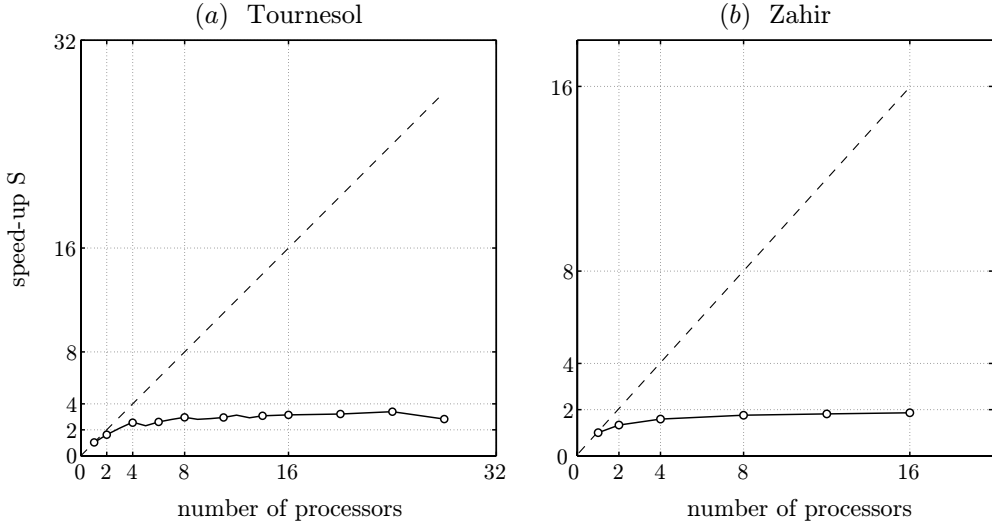 (a) Tournesol
32
16
8
4
2
0
0 2 4 8 16 32
speed-up S
number of processors
(b) Zahir
16
8
4
2
0
0 2 4 8 16
number of processors